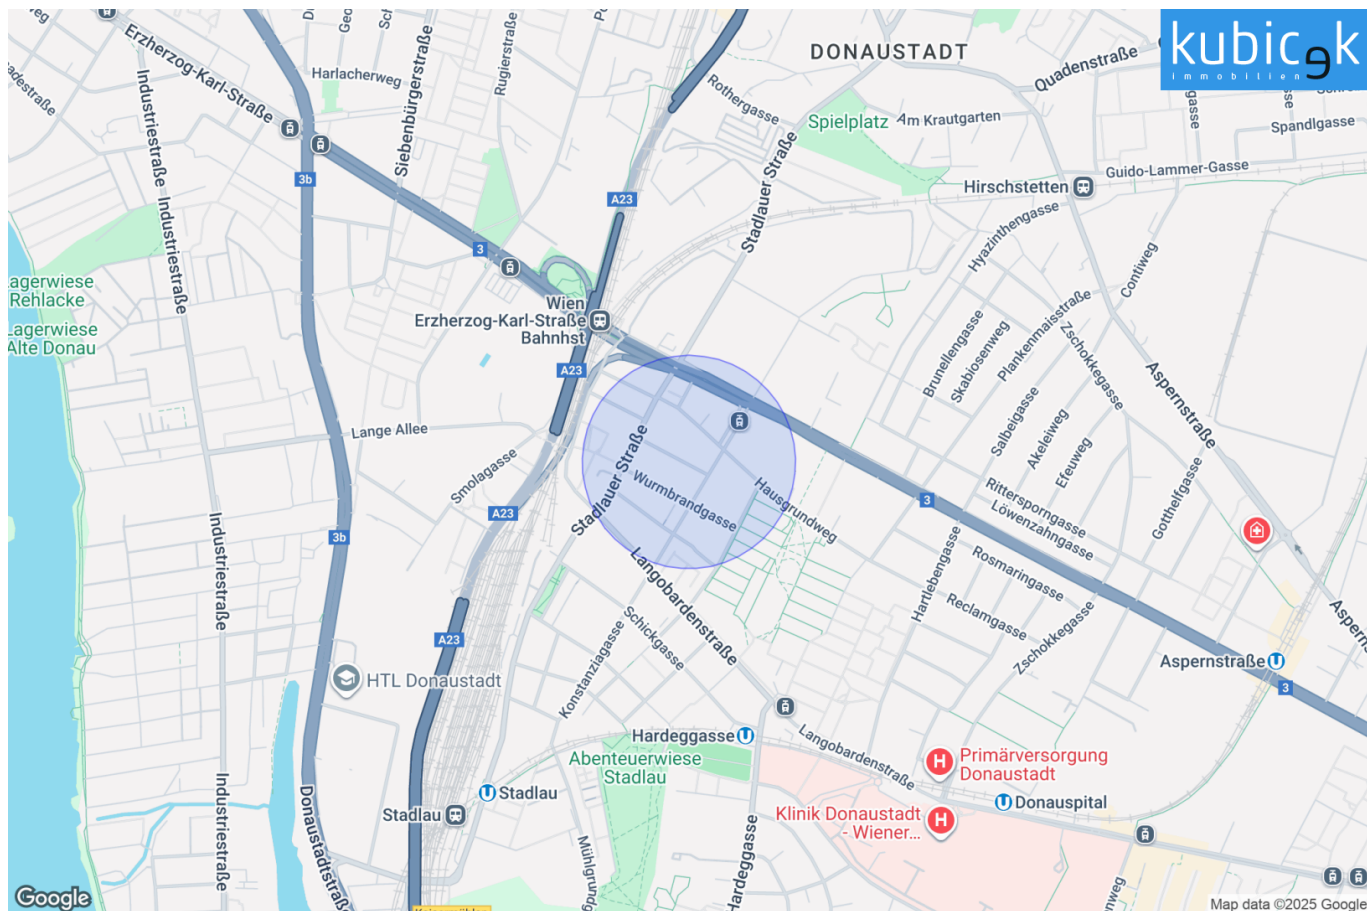 kubicek
immobilien
DONAUSTADT
Erzherzog-Karl-Straße
Harlacherweg
Siebenbürgerstraße
Rugierstraße
Rothergasse
Quadenstraße
Spielplatz
Am Krautgarten
Spandlgasse
Industriestraße
Industriestraße
Stadlauer Straße
Guido-Lammer-Gasse
Hirschstetten
3b
A23
3
Hyazinthengasse
Contiweg
Lagerwiese
Rehlacke
Lagerwiese
Alte Donau
Wien
Erzherzog-Karl-Straße
Bahnhst
A23
Brunellengasse
Skabiosenweg
Plankenmaisstraße
Zschokkegasse
Aspernstraße
Lange Allee
Smolagasse
Stadlauer Straße
Wurmbrandgasse
Hausgrundweg
Salbeigasse
Akeleiweg
Efeuweg
Gotthelfgasse
Rittersporngasse
Löwenzahngasse
3
A23
3b
Industriestraße
Langobardenstraße
Hartlebengasse
Rosmaringasse
Reclamgasse
Zschokkegasse
Schickgasse
Konstanziagasse
A23
HTL Donaustadt
Aspernstraße
3
Hardeggasse
Langobardenstraße
Abenteuerwiese
Stadlau
Primärversorgung
Donaustadt
Stadlau
Stadlau
Donauspital
Klinik Donaustadt
- Wiener...
Industriestraße
Donaustadtstraße
Hardeggasse
Google
Map data ©2025 Google